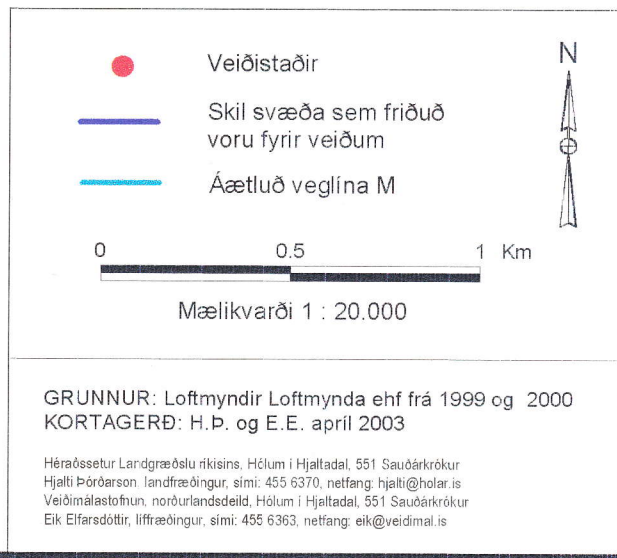 N
Veiðistaðir
Skil svæða sem friðuð
voru fyrir veiðum
Áætluð veglína M
0 0.5 1 Km
Mælikvarði 1 : 20.000
GRUNNUR: Loftmyndir Loftmynda ehf frá 1999 og 2000
KORTAGERÐ: H.Þ. og E.E. apríl 2003
Héraðssetur Landgræðslu ríkisins, Hólum í Hjaltadal, 551 Sauðárkrókur
Hjalti Þórðarson, landfræðingur, sími: 455 6370, netfang: hjalti@holar.is
Veiðimálastofnun, norðurlandsdeild, Hólum í Hjaltadal, 551 Sauðárkrókur
Eik Elfarsdóttir, líffræðingur, sími: 455 6363, netfang: eik@veidimal.is